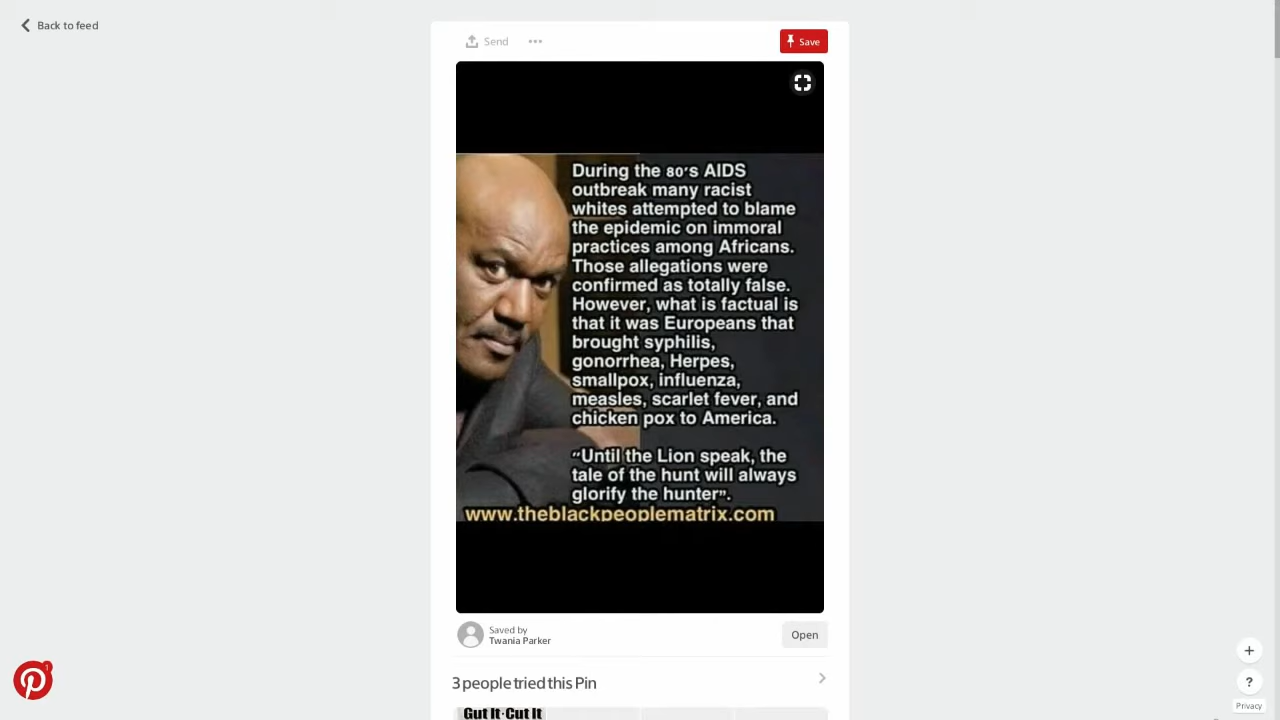 Back to feed
Send
Save
During the 80's AIDS
outbreak many racist
whites attempted to blame
the epidemic on immoral
practices among Africans.
Those allegations were
confirmed as totally false.
However, what is factual is
that it was Europeans that
brought syphilis,
gonorrhea, Herpes,
smallpox, influenza,
measles, scarlet fever, and
chicken pox to America.
"Until the Lion speak, the
tale of the hunt will always
glorify the hunter".
www.theblackpeoplematrix.com
Saved by
Twania Parker
Open
3 people tried this Pin
Gut It·Cut It
1
+
?
Privacy